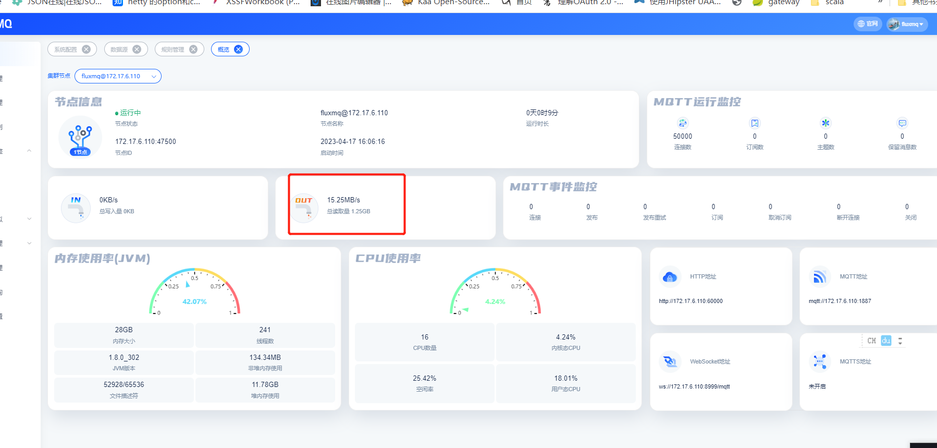 JSON在线|在线JSO...
netty 的option和c...
XSSFWorkbook (P...
在线图片编辑器 |...
Kaa Open-Source...
首页
理解OAuth 2.0 -...
使用JHipster UAA...
gateway
scala
MQ
官网
fluxmq
系统配置
数据源
规则管理
概览
集群节点
fluxmq@172.17.6.110
节点信息
1节点
运行中
节点状态
fluxmq@172.17.6.110
节点名称
0天0时9分
运行时长
172.17.6.110:47500
节点ID
2023-04-17 16:06:16
启动时间
MQTT运行监控
50000
连接数
0
订阅数
0
主题数
0
保留消息数
IN
0KB/s
总写入量 0KB
OUT
15.25MB/s
总读取量 1.25GB
MQTT事件监控
0
连接
0
发布
0
发布重试
0
订阅
0
取消订阅
0
断开连接
0
关闭
内存使用率(JVM)
0
0.25
0.5
0.75
1
42.07%
28GB
内存大小
241
线程数
1.8.0_302
JVM版本
134.34MB
非堆内存使用
52928/65536
文件描述符
11.78GB
堆内存使用
CPU使用率
0
0.25
0.5
0.75
1
4.24%
16
CPU数量
4.24%
内核态CPU
25.42%
空闲率
18.01%
用户态CPU
HTTP地址
http://172.17.6.110:60000
MQTT地址
mqtt://172.17.6.110:1887
WebSocket地址
ws://172.17.6.110:8999/mqtt
CH
MQTTS地址
未开启